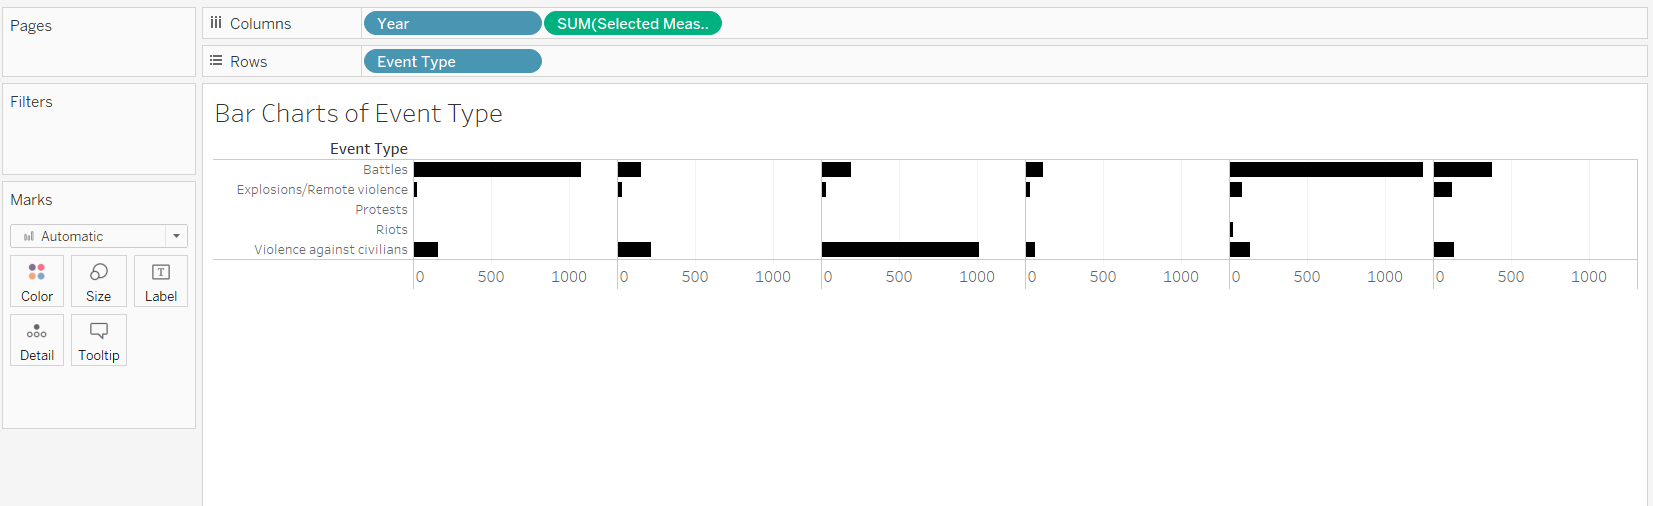 Pages
Columns Year SUM(Selected Meas..
Rows Event Type
Filters
Marks
Automatic
Color Size Label
Detail Tooltip
Bar Charts of Event Type
Event Type
Battles
Explosions/Remote violence
Protests
Riots
Violence against civilians
0 500 1000 0 500 1000 0 500 1000 0 500 1000 0 500 1000 0 500 1000